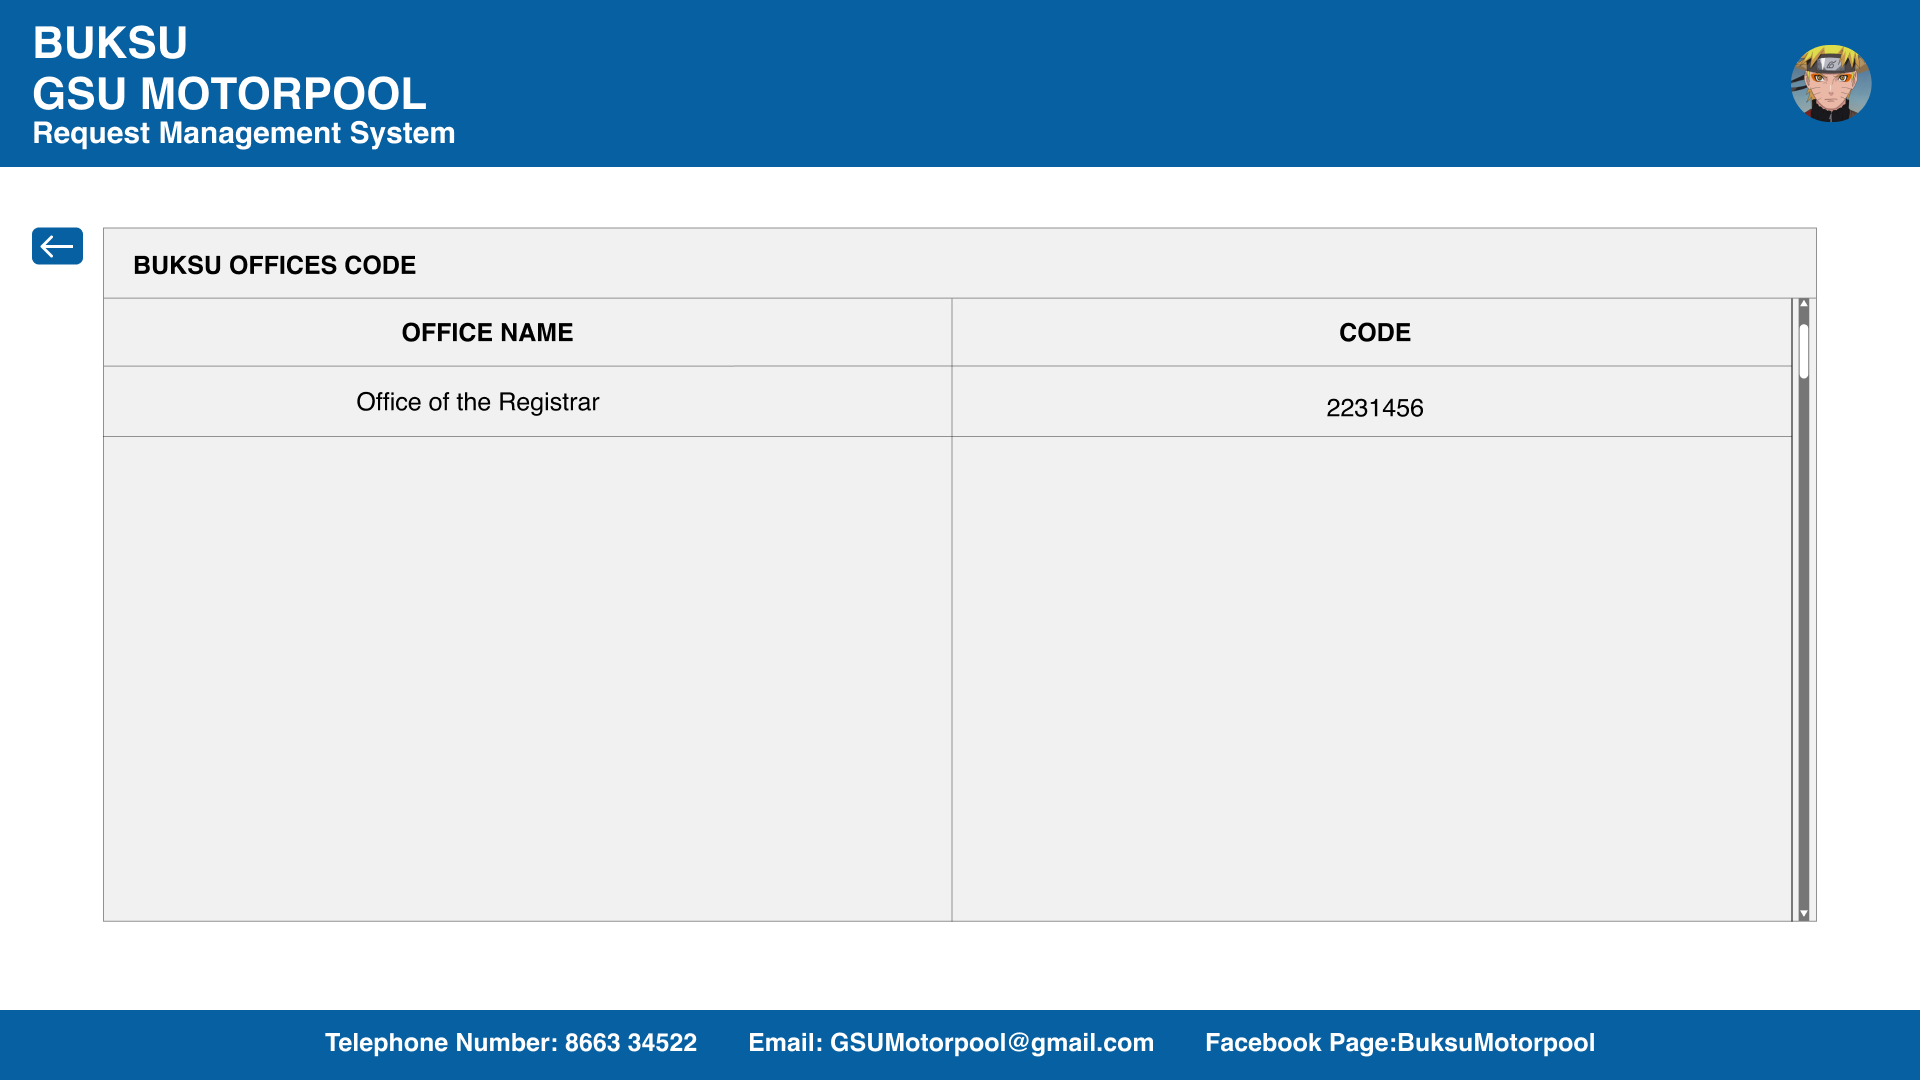 BUKSU
GSU MOTORPOOL
Request Management System
BUKSU OFFICES CODE
OFFICE NAME CODE
Office of the Registrar 2231456
Telephone Number: 8663 34522 Email: GSUMotorpool@gmail.com Facebook Page:BuksuMotorpool